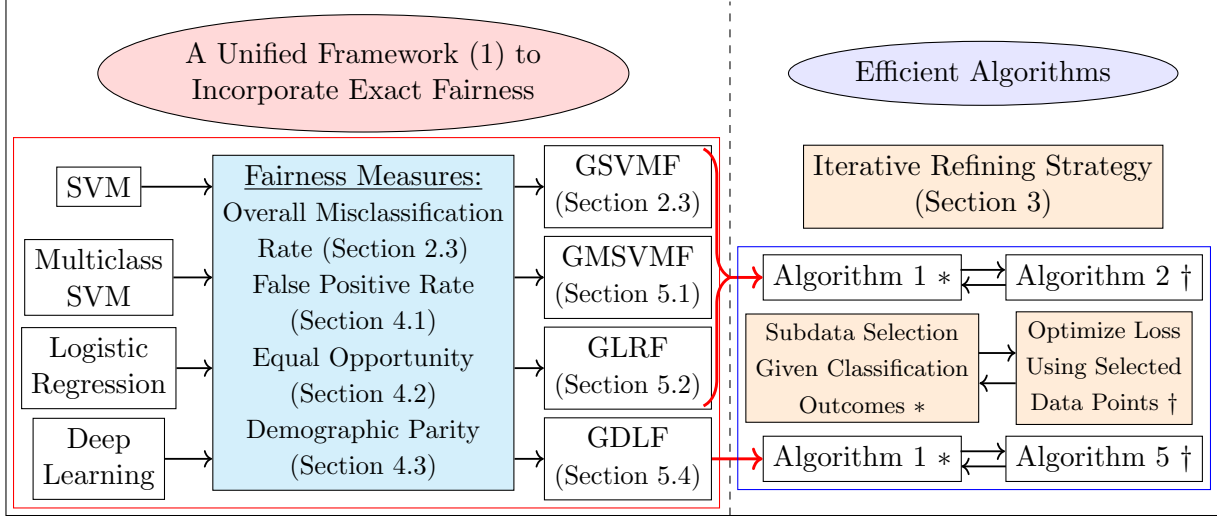 A Unified Framework (1) to
Incorporate Exact Fairness
Efficient Algorithms
SVM
Multiclass
SVM
Logistic
Regression
Deep
Learning
Fairness Measures:
Overall Misclassification
Rate (Section 2.3)
False Positive Rate
(Section 4.1)
Equal Opportunity
(Section 4.2)
Demographic Parity
(Section 4.3)
GSVMF
(Section 2.3)
GMSVMF
(Section 5.1)
GLRF
(Section 5.2)
GDLF
(Section 5.4)
Iterative Refining Strategy
(Section 3)
Algorithm 1 ∗
Algorithm 2 †
Subdata Selection
Given Classification
Outcomes ∗
Optimize Loss
Using Selected
Data Points †
Algorithm 1 ∗
Algorithm 5 †